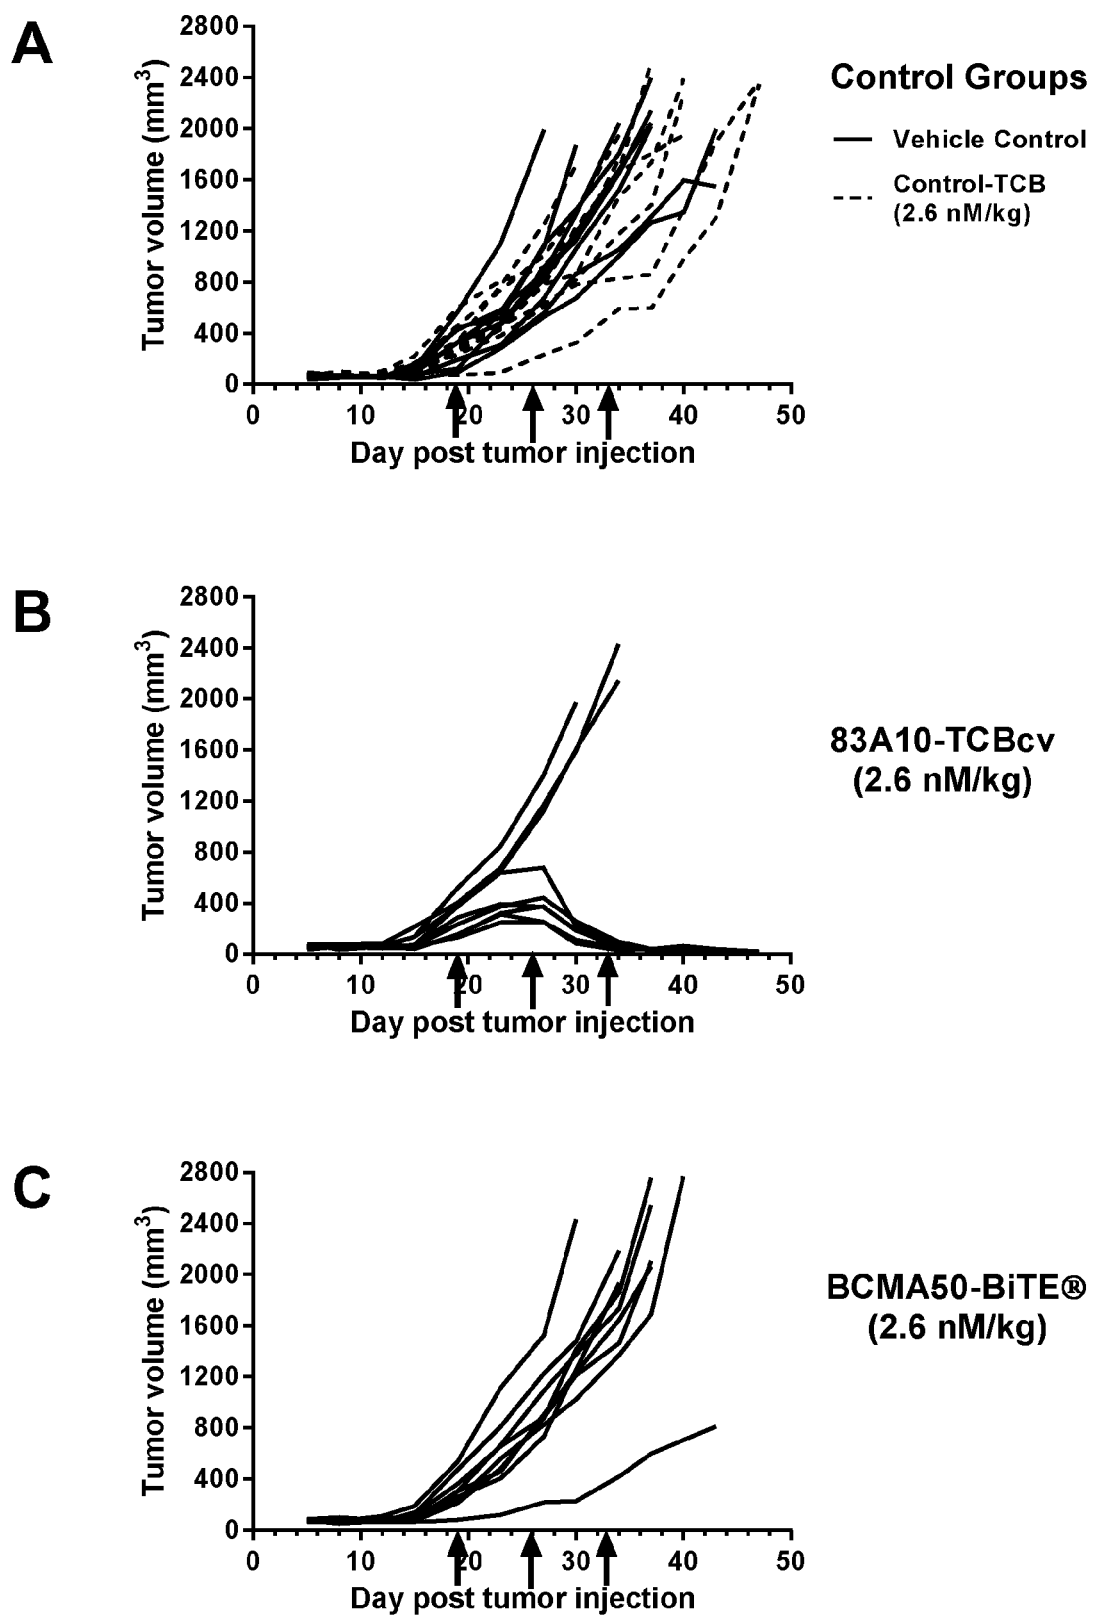 A
2800
2400
2000
1600
1200
800
400
0
Tumor volume (mm³)
0 10 20 30 40 50
Day post tumor injection
Control Groups
Vehicle Control
Control-TCB
(2.6 nM/kg)
B
2800
2400
2000
1600
1200
800
400
0
Tumor volume (mm³)
0 10 20 30 40 50
Day post tumor injection
83A10-TCBcv
(2.6 nM/kg)
C
2800
2400
2000
1600
1200
800
400
0
Tumor volume (mm³)
0 10 20 30 40 50
Day post tumor injection
BCMA50-BiTE®
(2.6 nM/kg)